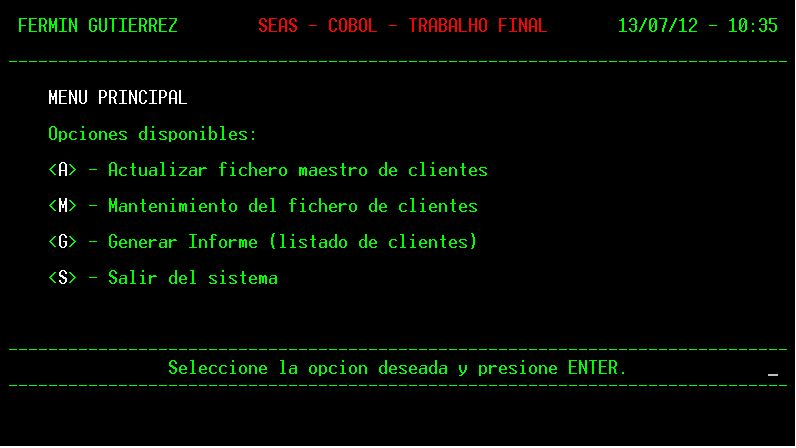 FERMIN GUTIERREZ SEAS - COBOL - TRABALHO FINAL 13/07/12 - 10:35
MENU PRINCIPAL
Opciones disponibles:
<A> - Actualizar fichero maestro de clientes
<M> - Mantenimiento del fichero de clientes
<G> - Generar Informe (listado de clientes)
<S> - Salir del sistema
Seleccione la opcion deseada y presione ENTER. _